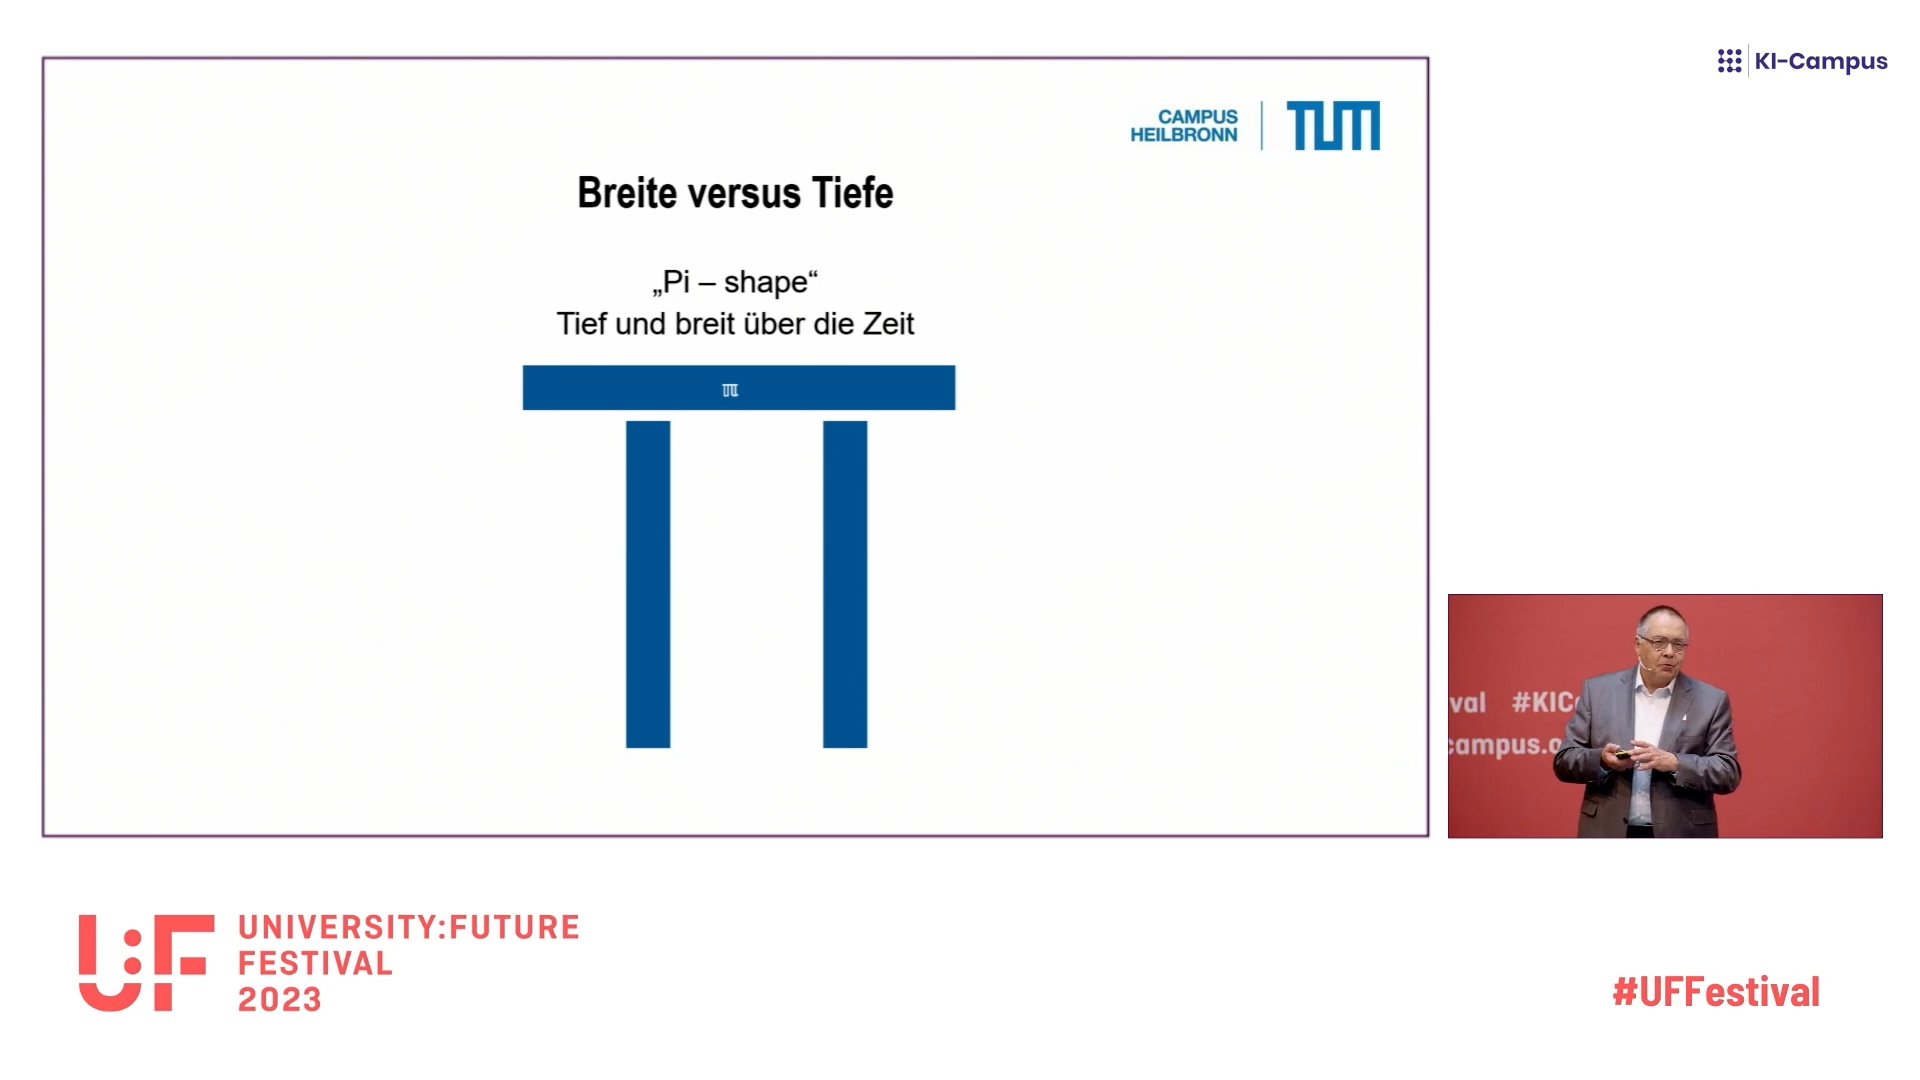 KI-Campus
CAMPUS
HEILBRONN
TUM
Breite versus Tiefe
„Pi – shape“
Tief und breit über die Zeit
π
val #KIC
campus.o
U:F
UNIVERSITY:FUTURE
FESTIVAL
2023
#UFFestival